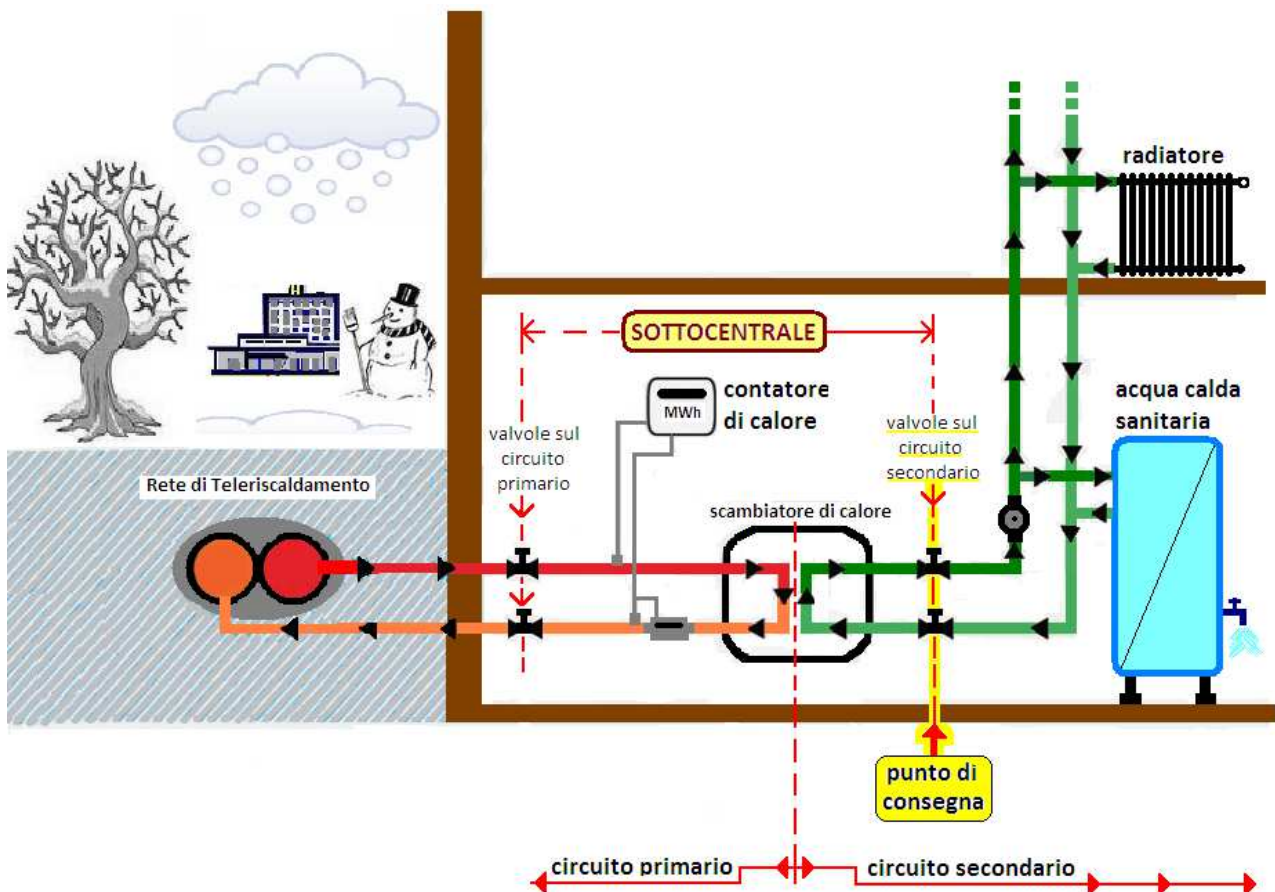 radiatore
SOTTOCENTRALE
contatore
di calore
MWh
acqua calda
sanitaria
valvole sul
circuito
primario
valvole sul
circuito
secondario
Rete di Teleriscaldamento
scambiatore di calore
punto di
consegna
circuito primario
circuito secondario